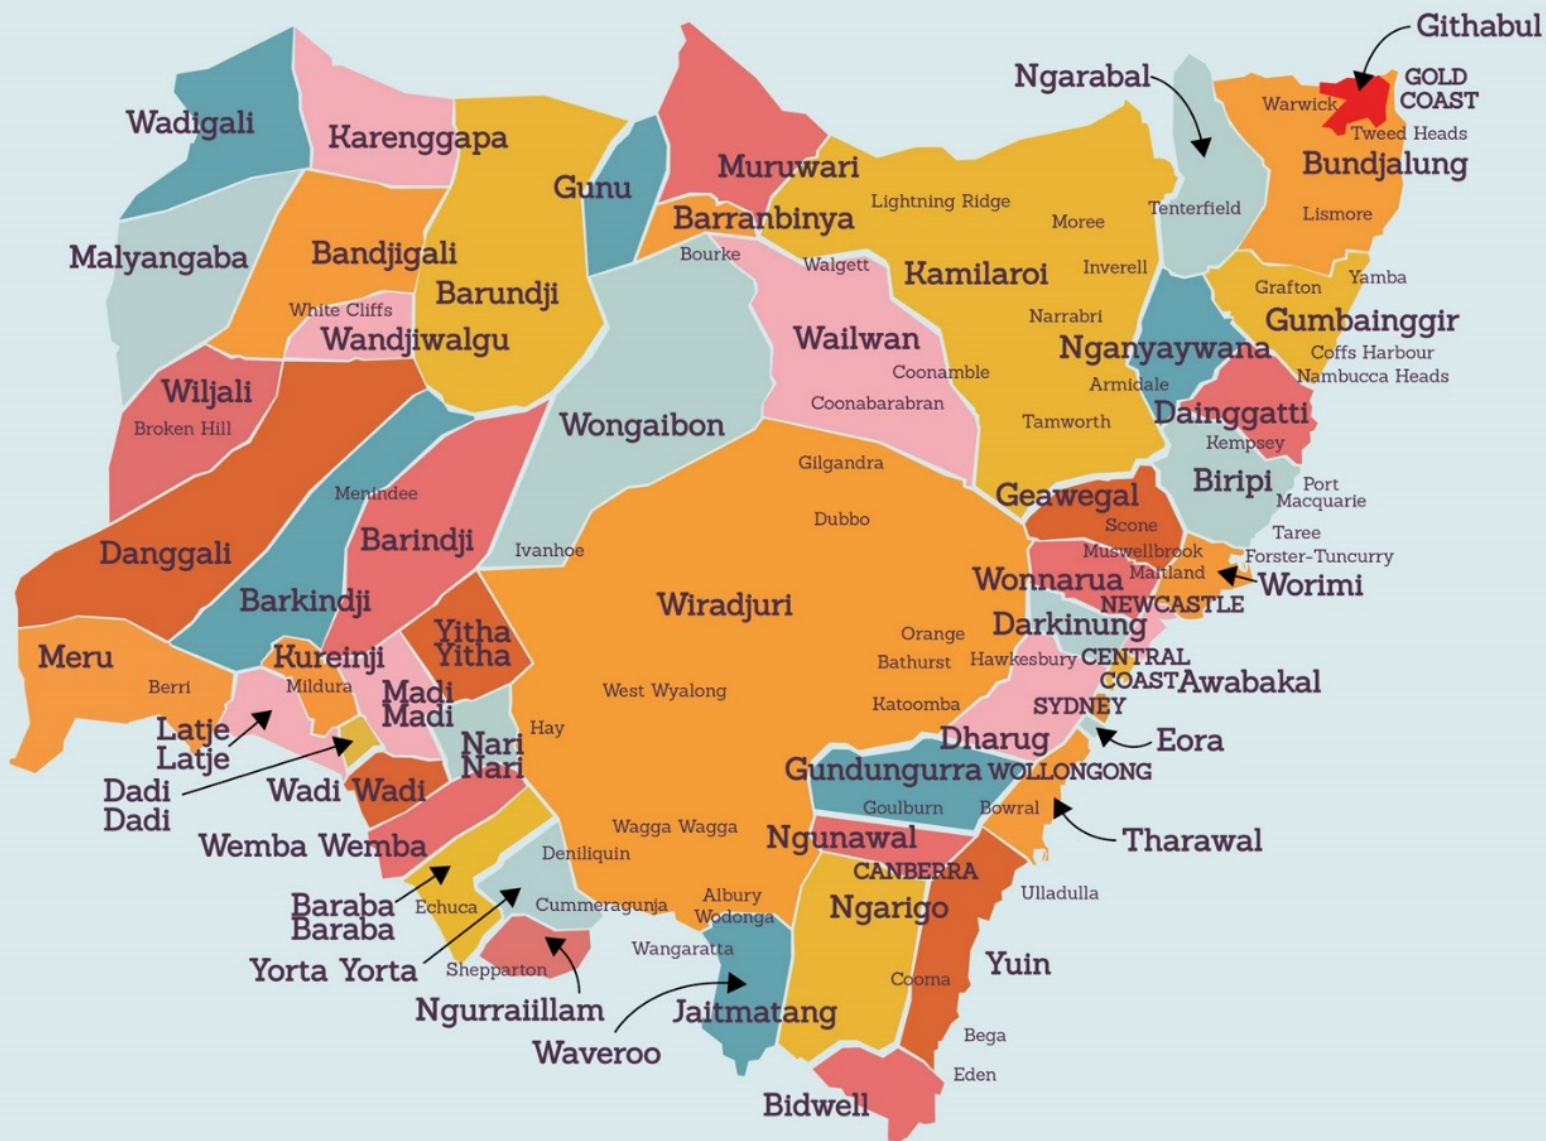 Githabul
Ngarabal
GOLD
COAST
Warwick
Tweed Heads
Wadigali
Karenggapa
Muruwari
Bundjalung
Gunu
Lightning Ridge
Moree
Tenterfield
Lismore
Barranbinya
Malyangaba
Bandjigali
Bourke
Walgett
Kamilaroi
Inverell
Yamba
Grafton
Barundji
White Cliffs
Wandjiwalgu
Wailwan
Narrabri
Gumbainggir
Nganyaywana
Coffs Harbour
Nambucca Heads
Coonamble
Armidale
Wiljali
Coonabarabran
Dainggatti
Broken Hill
Wongaibon
Tamworth
Kempsey
Gilgandra
Biripi
Port
Macquarie
Menindee
Geawegal
Dubbo
Scone
Taree
Danggali
Barindji
Ivanhoe
Muswellbrook
Forster-Tuncurry
Wonnarua
Maitland
Worimi
Barkindji
Wiradjuri
NEWCASTLE
Darkinung
Yitha
Yitha
Orange
Meru
Kureinji
Bathurst
Hawkesbury
CENTRAL
COAST
Awabakal
Berri
Mildura
Madi
Madi
West Wyalong
Katoomba
SYDNEY
Latje
Latje
Hay
Nari
Nari
Dharug
Eora
Gundungurra
WOLLONGONG
Dadi
Dadi
Wadi Wadi
Goulburn
Bowral
Wemba Wemba
Wagga Wagga
Ngunawal
Tharawal
Deniliquin
CANBERRA
Baraba
Baraba
Echuca
Cummeragunja
Albury
Wodonga
Ngarigo
Ulladulla
Wangaratta
Yorta Yorta
Shepparton
Yuin
Cooma
Ngurraiillam
Jaitmatang
Waveroo
Bega
Eden
Bidwell